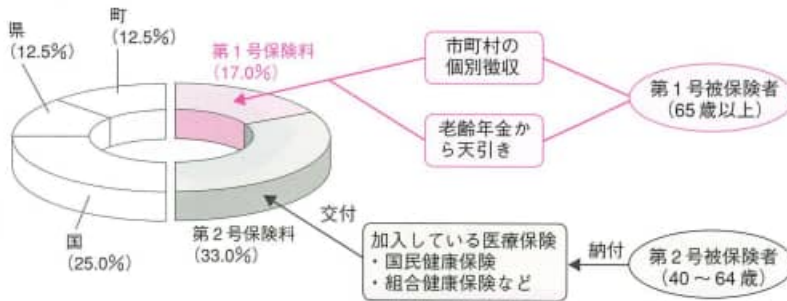 県
(12.5%)
町
(12.5%)
第1号保険料
(17.0%)
市町村の
個別徴収
老齢年金か
ら天引き
第1号被保険者
(65歳以上)
国
(25.0%)
第2号保険料
(33.0%)
交付
加入している医療保険
・国民健康保険
・組合健康保険など
納付
第2号被保険者
(40～64歳)